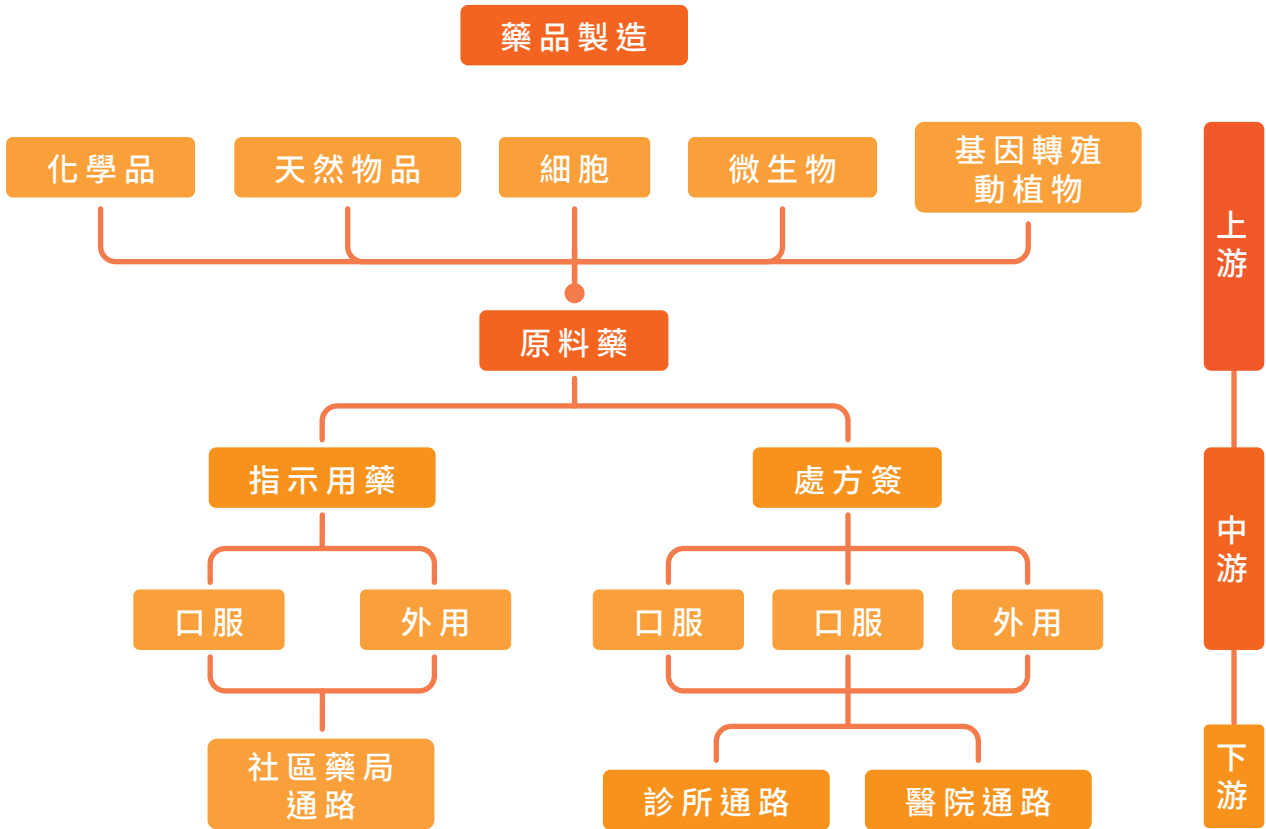 藥品製造
化學品
天然物品
細胞
微生物
基因轉殖
動植物
上游
原料藥
指示用藥
處方簽
中游
口服
外用
口服
口服
外用
社區藥局
通路
診所通路
醫院通路
下游